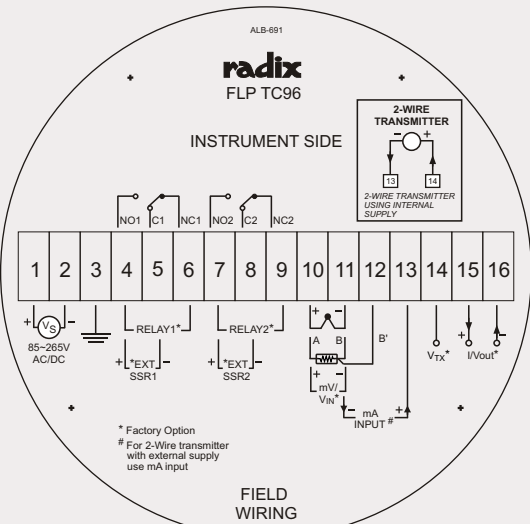 ALB-691
radix
FLP TC96
INSTRUMENT SIDE
2-WIRE
TRANSMITTER
- +
13 14
2-WIRE TRANSMITTER
USING INTERNAL
SUPPLY
NO1 C1 NC1 NO2 C2 NC2
1 2 3 4 5 6 7 8 9 10 11 12 13 14 15 16
+ VS -
85~265V
AC/DC
RELAY1*
+ *EXT -
SSR1
RELAY2*
+ *EXT -
SSR2
+ -
A B B'
+ -
mV/
VIN*
- mA +
INPUT #
VTX*
+ -
I/Vout*
* Factory Option
# For 2-Wire transmitter
with external supply
use mA input
FIELD
WIRING